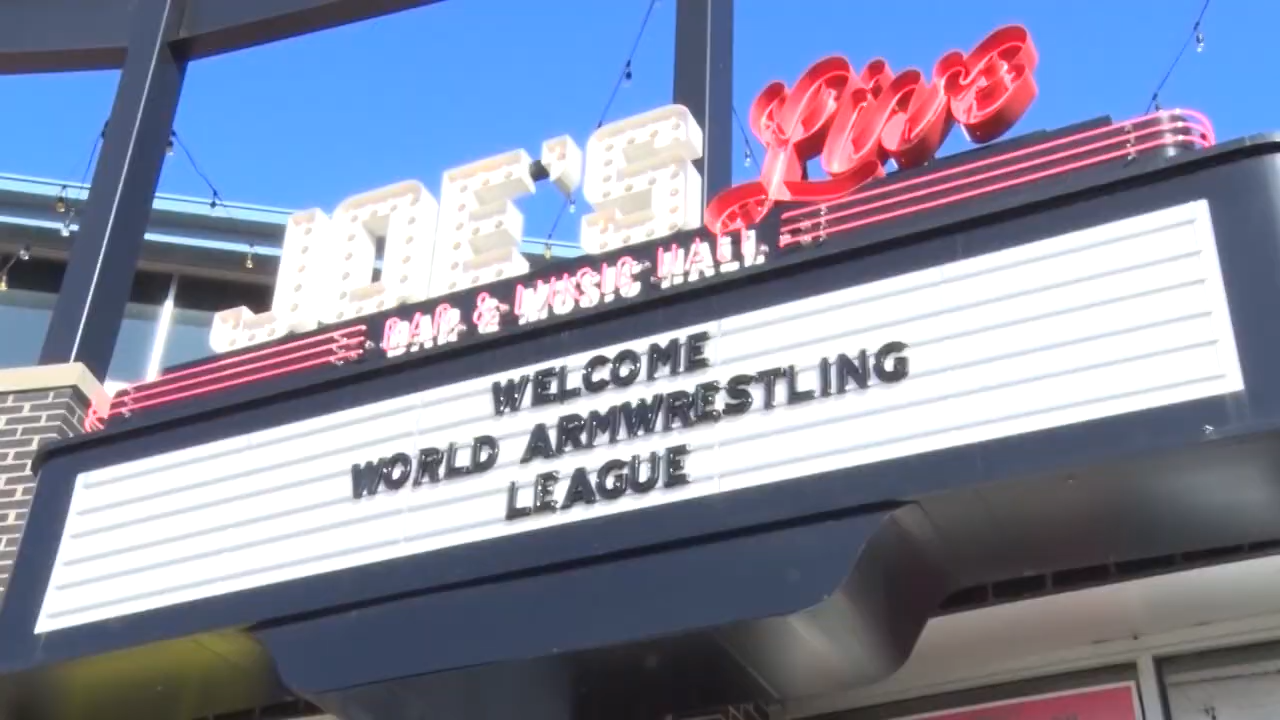 JOE'S Live
BAR & MUSIC HALL
WELCOME
WORLD ARMWRESTLING
LEAGUE